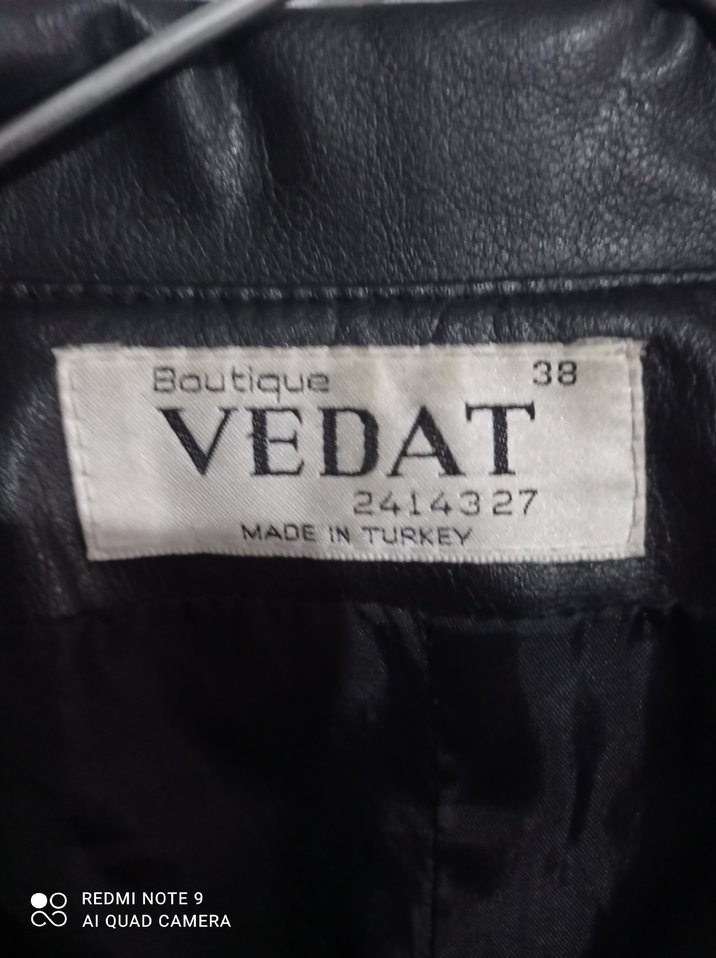 Boutique 38
VEDAT
2414327
MADE IN TURKEY
REDMI NOTE 9
AI QUAD CAMERA